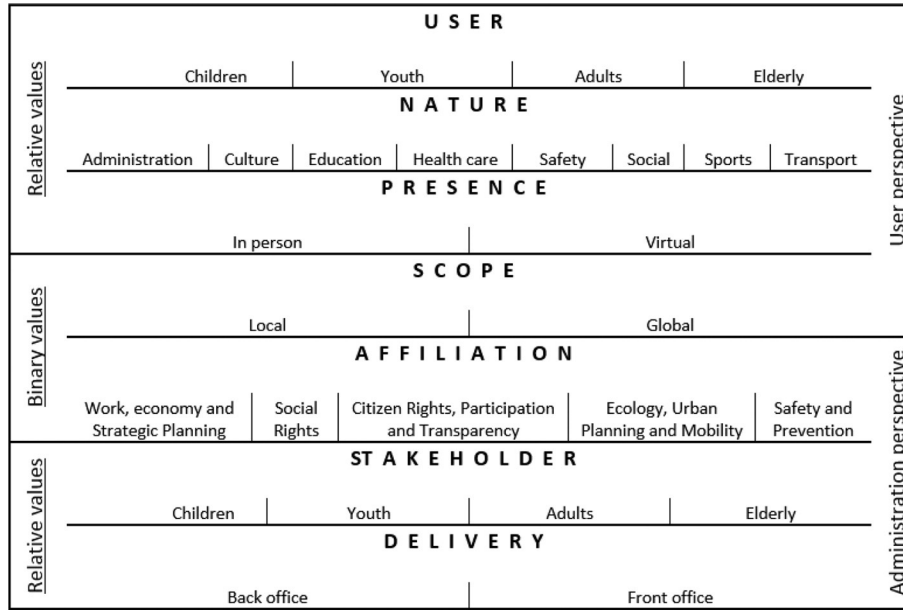 USER
Relative values
Children Youth Adults Elderly
NATURE
Administration Culture Education Health care Safety Social Sports Transport
User perspective
PRESENCE
In person Virtual
SCOPE
Binary values
Local Global
AFFILIATION
Work, economy and Social Citizen Rights, Participation Ecology, Urban Safety and
Strategic Planning Rights and Transparency Planning and Mobility Prevention
Administration perspective
STAKEHOLDER
Relative values
Children Youth Adults Elderly
DELIVERY
Back office Front office